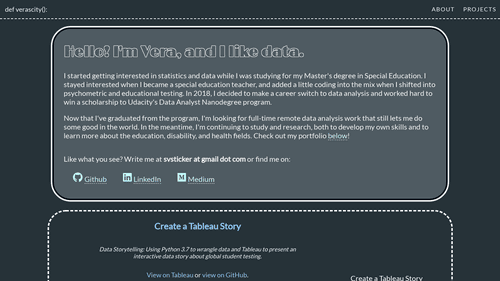 def verascity():
ABOUT PROJECTS
Hello! I'm Vera, and I like data.
I started getting interested in statistics and data while I was studying for my Master's degree in Special Education. I
stayed interested when I became a special education teacher, and added a little coding into the mix when I shifted into
psychometric and educational testing. In 2018, I decided to make a career switch to data analysis and worked hard to
win a scholarship to Udacity's Data Analyst Nanodegree program.
Now that I've graduated from the program, I'm looking for full-time remote data analysis work that still lets me do
some good in the world. In the meantime, I'm continuing to study and research, both to develop my own skills and to
learn more about the education, disability, and health fields. Check out my portfolio below!
Like what you see? Write me at svsticker at gmail dot com or find me on:
Github LinkedIn Medium
Create a Tableau Story
Data Storytelling: Using Python 3.7 to wrangle data and Tableau to present an
interactive data story about global student testing.
View on Tableau or view on GitHub.
Create a Tableau Story